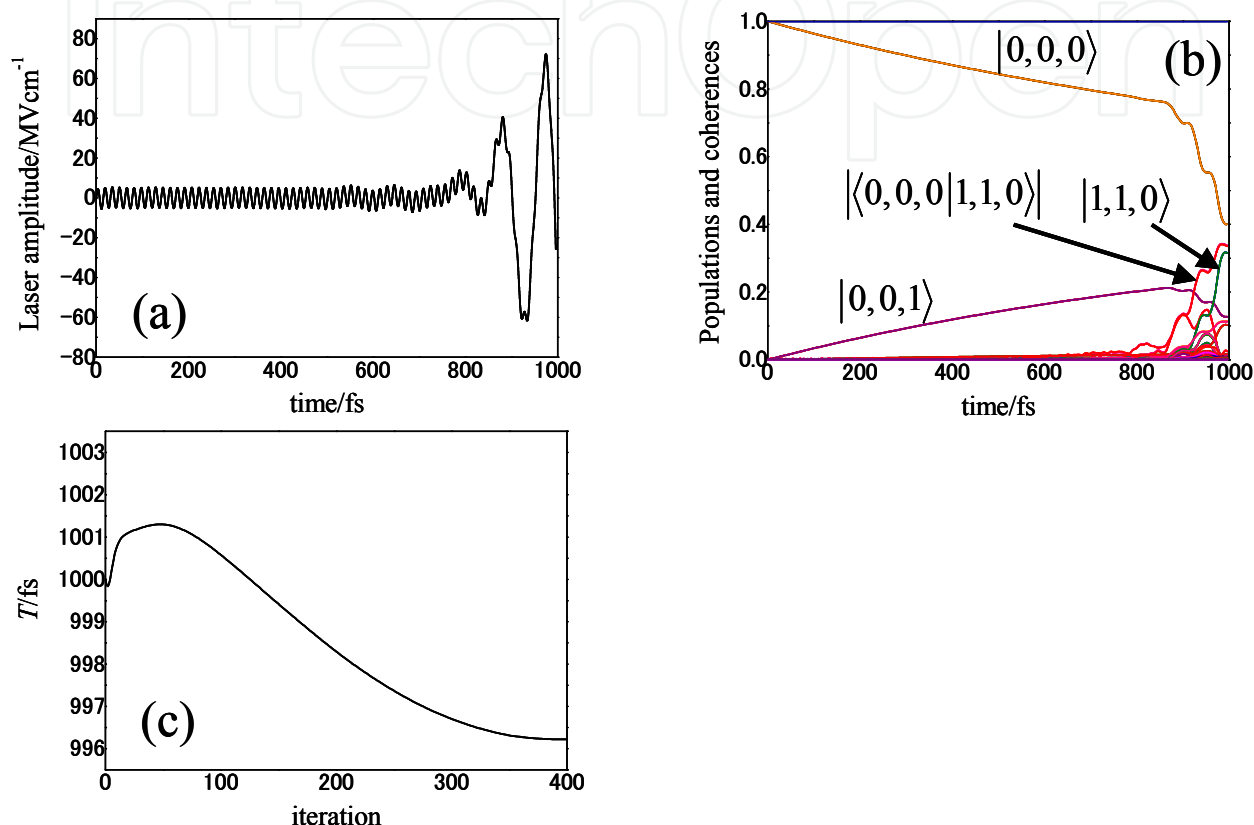 IntechOpen
80
60
40
20
0
−20
−40
−60
−80
Laser amplitude/MVcm⁻¹
(a)
0 200 400 600 800 1000
time/fs
1.0
0.8
0.6
0.4
0.2
0.0
Populations and coherences
|0,0,0⟩
(b)
|⟨0,0,0|1,1,0⟩| |1,1,0⟩
|0,0,1⟩
0 200 400 600 800 1000
time/fs
1003
1002
1001
1000
999
998
997
996
T/fs
(c)
0 100 200 300 400
iteration